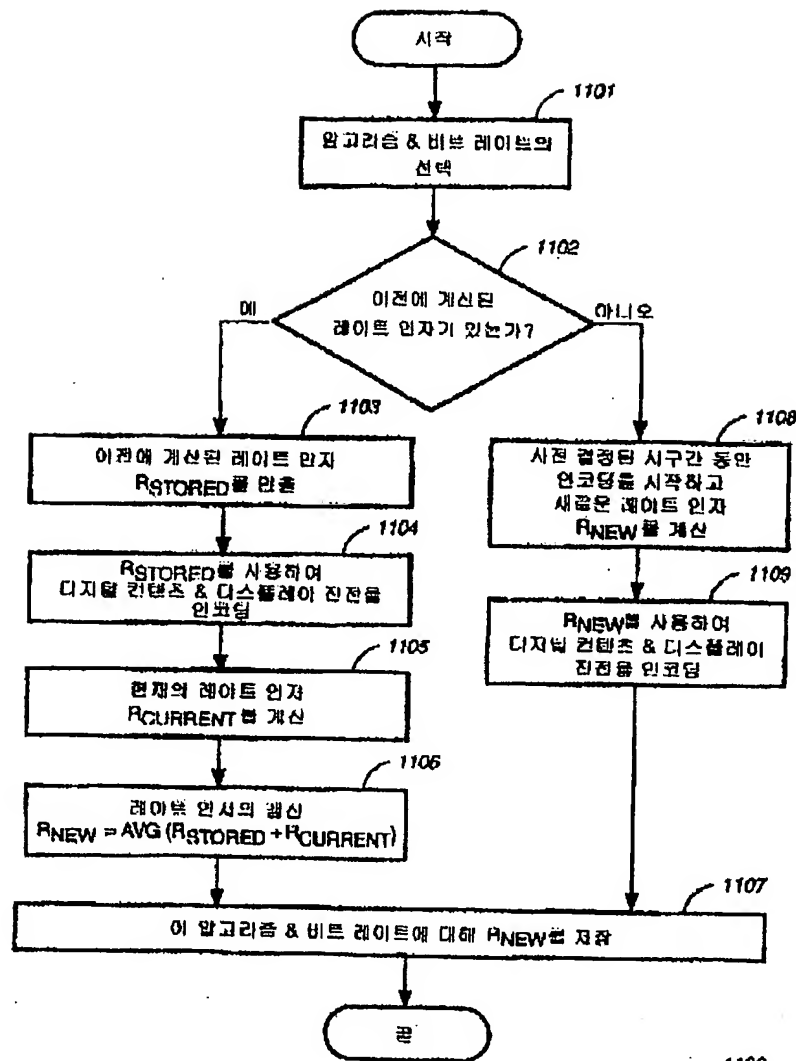 시작
1101
알고리즘 & 비트 레이트의
선택
1102
이전에 계산된
레이트 인자가 있는가?
예
아니오
1103
이전에 계산된 레이트 인자
RSTORED를 인출
1104
RSTORED를 사용하여
디지털 컨텐츠 & 디스플레이 진전을
인코딩
1105
현재의 레이트 인자
RCURRENT를 계산
1106
레이트 인자의 갱신
RNEW = AVG (RSTORED + RCURRENT)
1108
사전 결정된 시구간 동안
인코딩을 시작하고
새로운 레이트 인자
RNEW를 계산
1109
RNEW를 사용하여
디지털 컨텐츠 & 디스플레이
진전을 인코딩
1107
이 알고리즘 & 비트 레이트에 대해 RNEW를 저장
끝